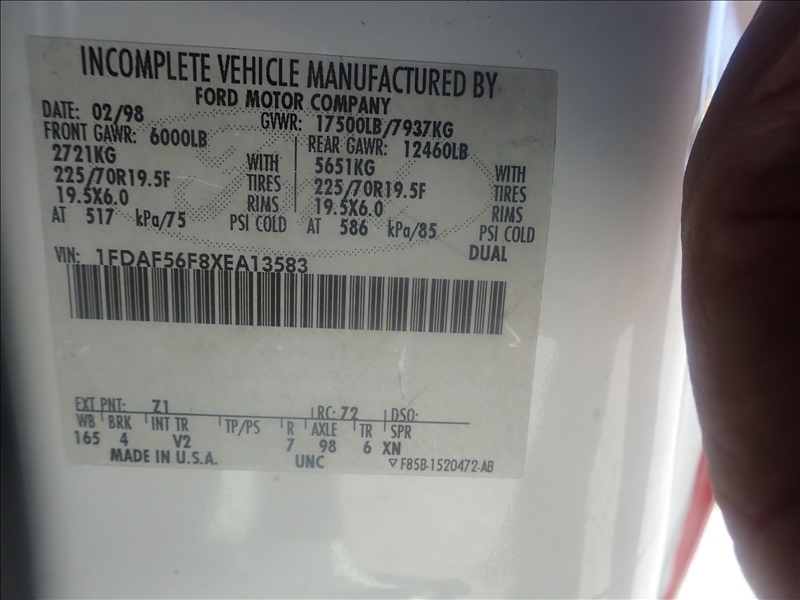 INCOMPLETE VEHICLE MANUFACTURED BY
FORD MOTOR COMPANY
DATE: 02/98 GVWR: 17500LB/7937KG
FRONT GAWR: 6000LB REAR GAWR: 12460LB
2721KG WITH 5651KG WITH
225/70R19.5F TIRES 225/70R19.5F TIRES
19.5X6.0 RIMS 19.5X6.0 RIMS
AT 517 kPa/75 PSI COLD AT 586 kPa/85 PSI COLD
DUAL
VIN: 1FDAF56F8XEA13583
EXT PNT: Z1 RC: 72 DSO:
WB BRK INT TR TP/PS R AXLE TR SPR
165 4 V2 7 98 6 XN
MADE IN U.S.A. UNC ▽ F85B-1520472-AB